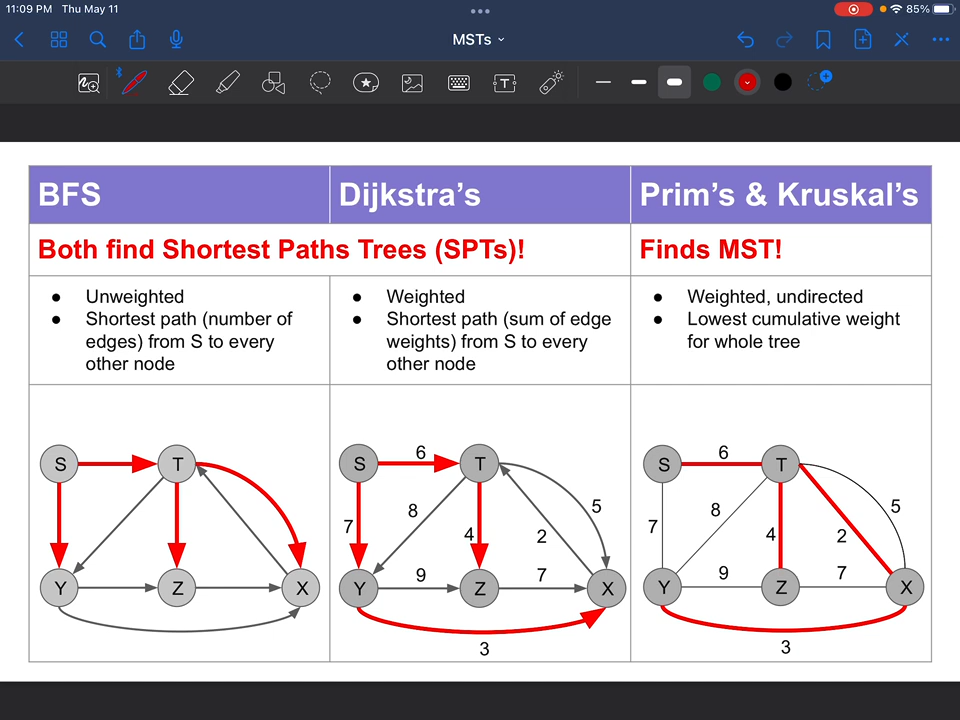 11:09 PM Thu May 11
85%
MSTs
T
BFS
Dijkstra's
Prim's & Kruskal's
Both find Shortest Paths Trees (SPTs)!
Finds MST!
● Unweighted
● Shortest path (number of
edges) from S to every
other node
● Weighted
● Shortest path (sum of edge
weights) from S to every
other node
● Weighted, undirected
● Lowest cumulative weight
for whole tree
S T
Y Z X
S 6 T
7 8 4 2 5
9 7
Y Z X
3
S 6 T
7 8 4 2 5
9 7
Y Z X
3